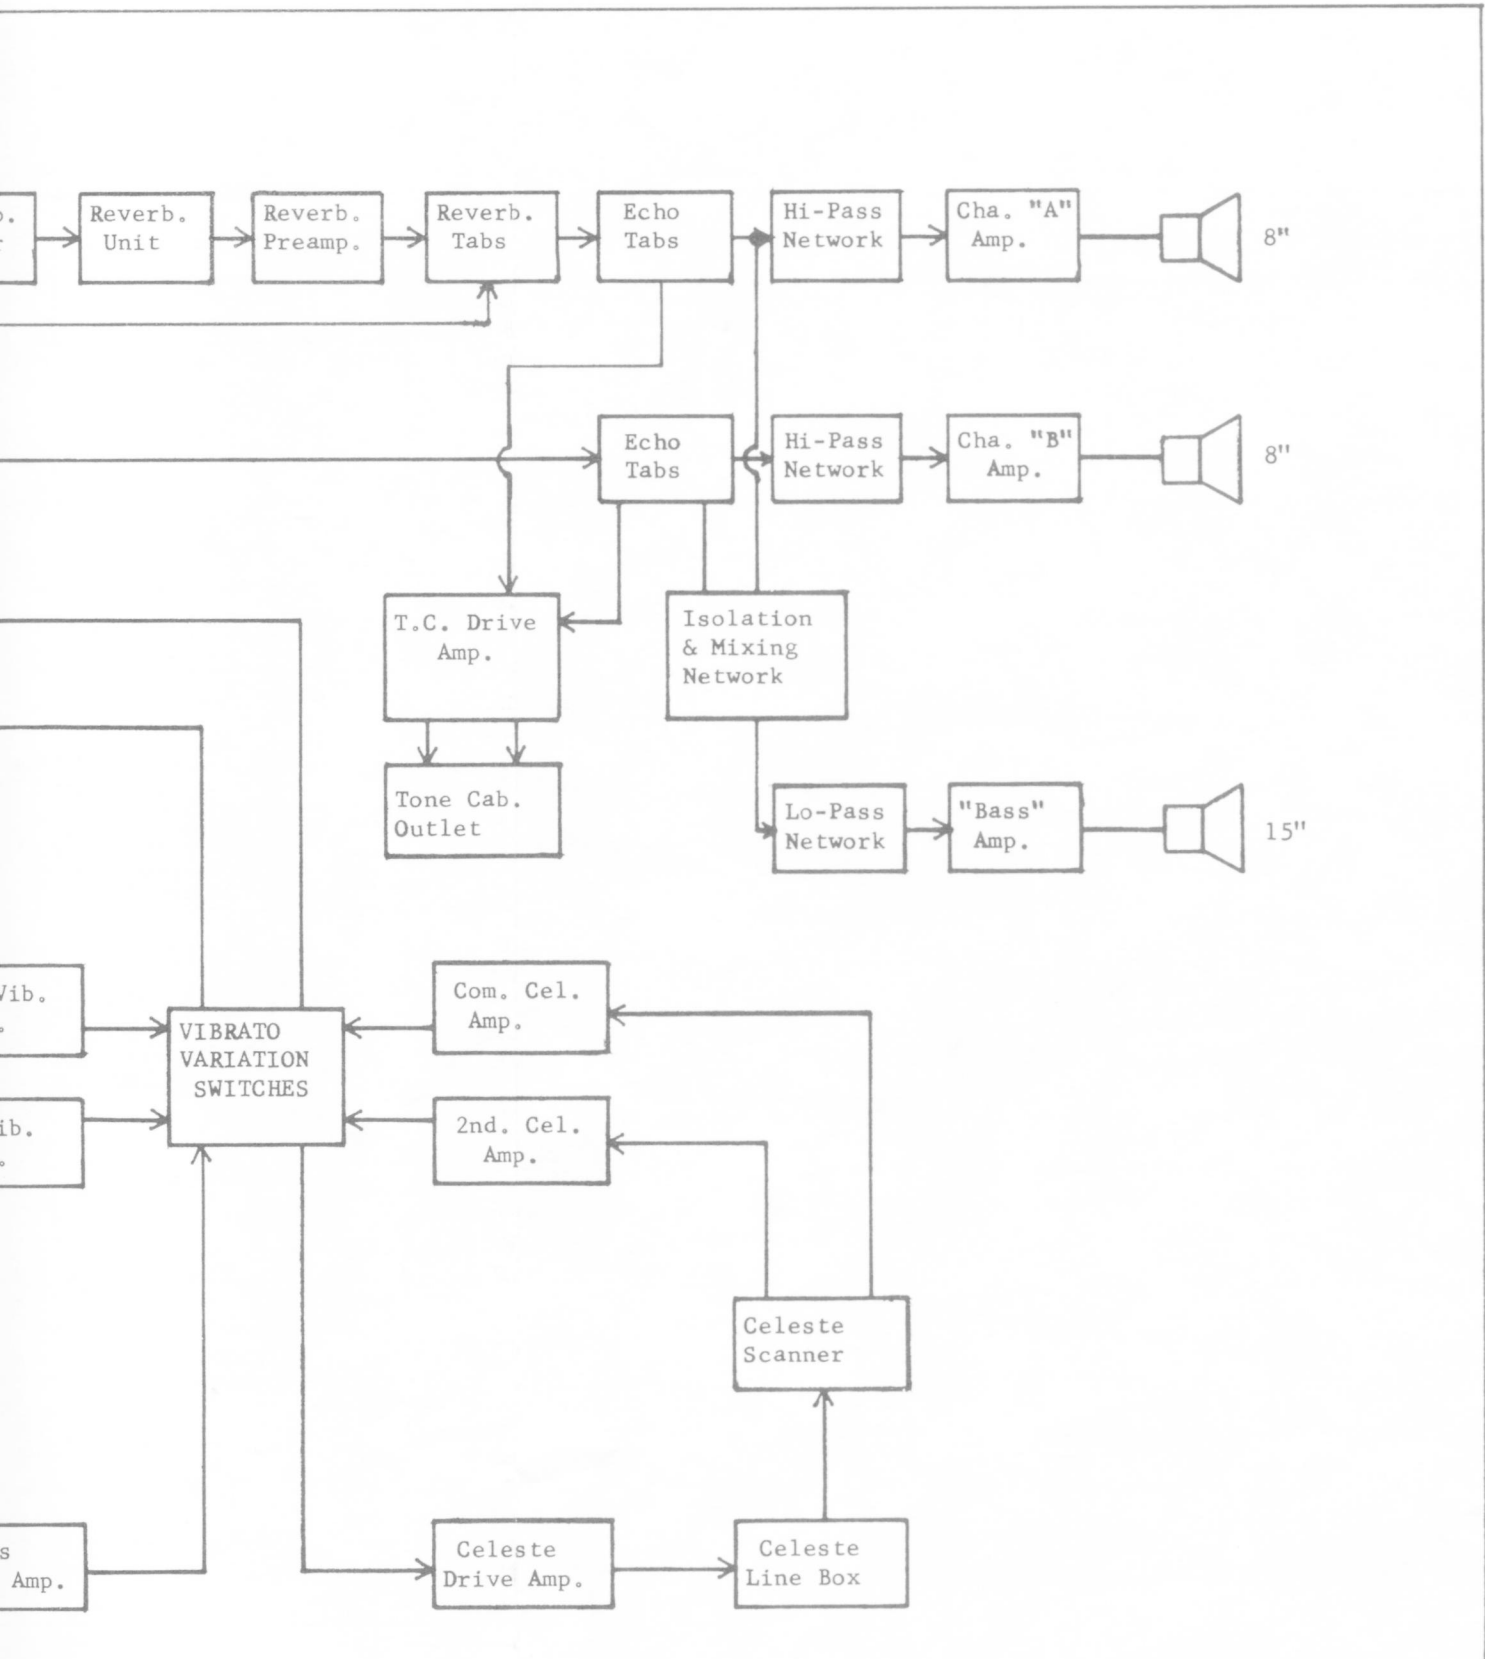 Reverb.
Unit
Reverb.
Preamp.
Reverb.
Tabs
Echo
Tabs
Hi-Pass
Network
Cha. "A"
Amp.
8"
Echo
Tabs
Hi-Pass
Network
Cha. "B"
Amp.
8"
T.C. Drive
Amp.
Isolation
& Mixing
Network
Tone Cab.
Outlet
Lo-Pass
Network
"Bass"
Amp.
15"
Com. Cel.
Amp.
VIBRATO
VARIATION
SWITCHES
2nd. Cel.
Amp.
Celeste
Scanner
Amp.
Celeste
Drive Amp.
Celeste
Line Box